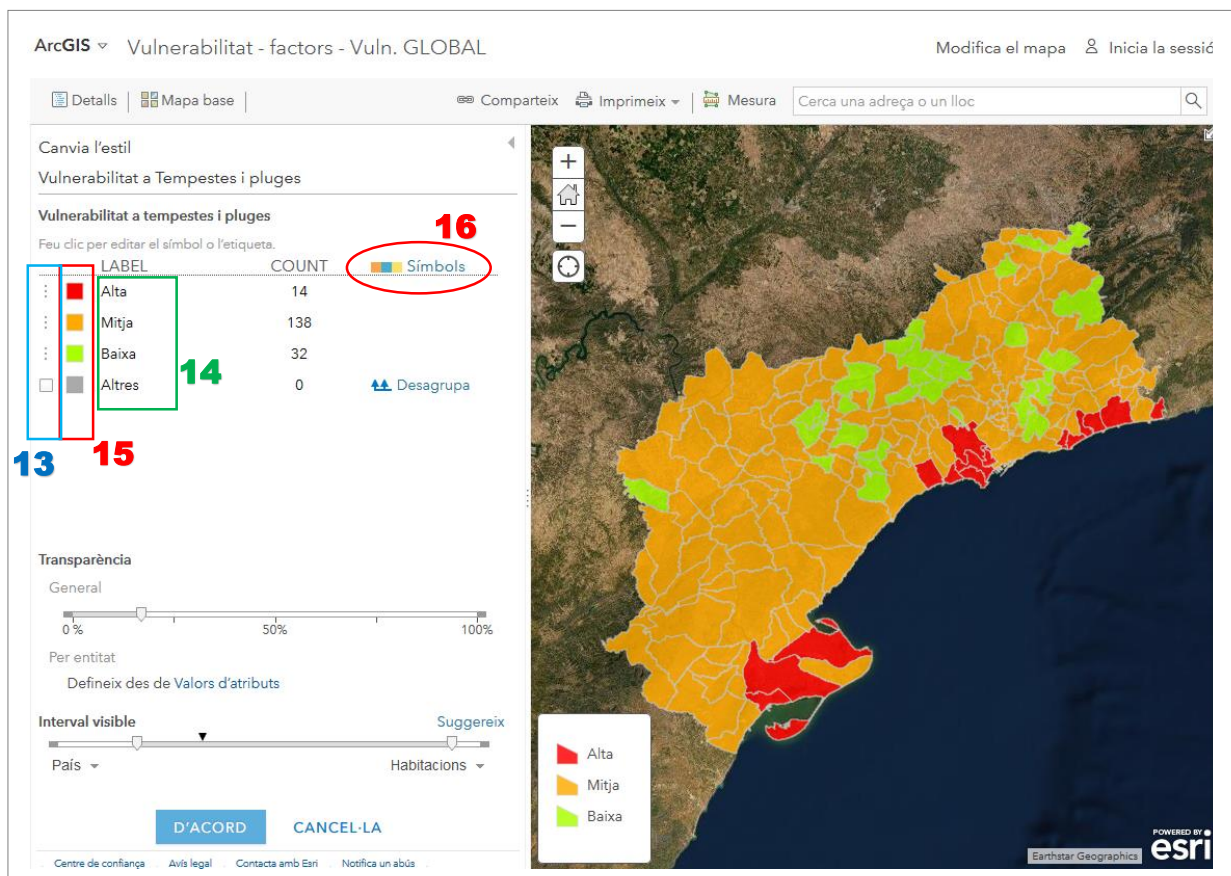 ArcGIS Vulnerabilitat - factors - Vuln. GLOBAL Modifica el mapa Inicia la sessió
Detalls Mapa base Comparteix Imprimeix Mesura Cerca una adreça o un lloc
Canvia l'estil
Vulnerabilitat a Tempestes i pluges
Vulnerabilitat a tempestes i pluges
16
Feu clic per editar el símbol o l'etiqueta.
LABEL COUNT Símbols
Alta 14
Mitja 138
Baixa 32
14
Altres 0 Desagrupa
13 15
Transparència
General
0 % 50% 100%
Per entitat
Defineix des de Valors d'atributs
Interval visible Suggereix
País Habitacions
D'ACORD CANCEL·LA
Centre de confiança Avís legal Contacta amb Esri Notifica un abús
+
−
Alta
Mitja
Baixa
POWERED BY
esri
Earthstar Geographics